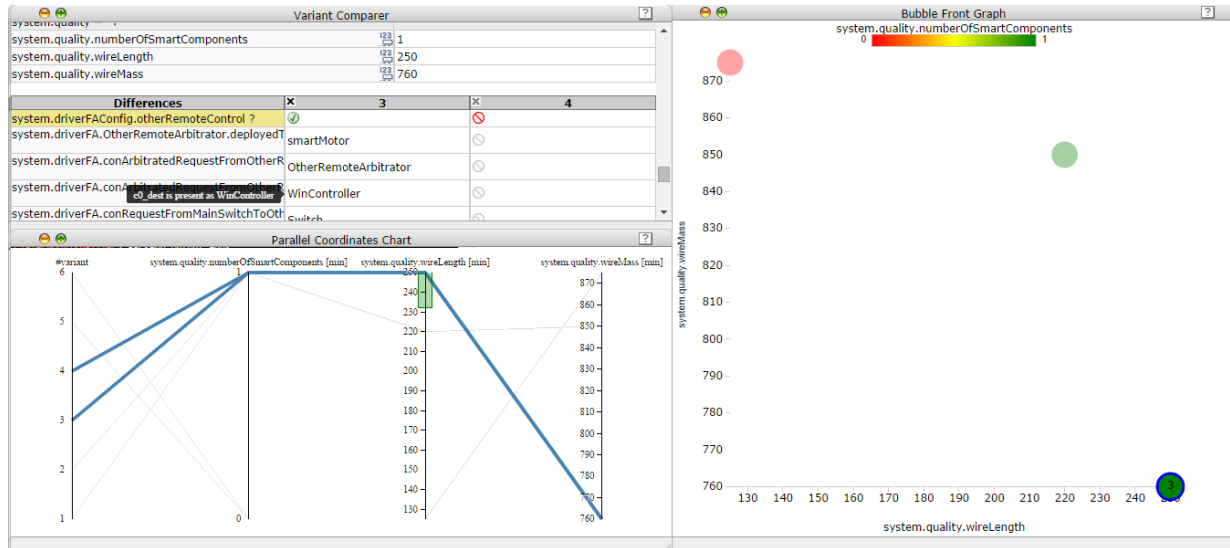 Variant Comparer
?
system.quality
system.quality.numberOfSmartComponents 123 1
system.quality.wireLength 123 250
system.quality.wireMass 123 760
Differences × 3 × 4
system.driverFAConfig.otherRemoteControl ?
system.driverFA.OtherRemoteArbitrator.deployedT smartMotor
system.driverFA.conArbitratedRequestFromOtherR OtherRemoteArbitrator
system.driverFA.conArbitratedRequestFromOtherR WinController
c0_dest is present as WinController
system.driverFA.conRequestFromMainSwitchToOth Switch
Parallel Coordinates Chart
?
#variant system.quality.numberOfSmartComponents [min] system.quality.wireLength [min] system.quality.wireMass [min]
6
5
4
3
2
1
1
0
250
240
230
220
210
200
190
180
170
160
150
140
130
870
860
850
840
830
820
810
800
790
780
770
760
Bubble Front Graph
?
system.quality.numberOfSmartComponents
0 1
system.quality.wireMass
870
860
850
840
830
820
810
800
790
780
770
760
3
130 140 150 160 170 180 190 200 210 220 230 240 250
system.quality.wireLength